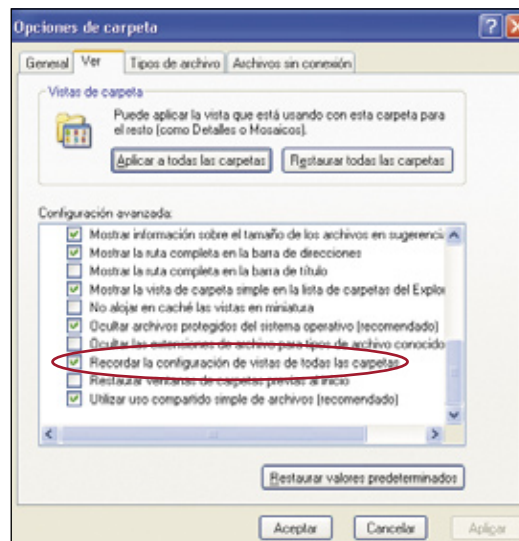 Opciones de carpeta
General Ver Tipos de archivo Archivos sin conexión
Vistas de carpeta
Puede aplicar la vista que está usando con esta carpeta para
el resto (como Detalles o Mosaicos).
Aplicar a todas las carpetas Restaurar todas las carpetas
Configuración avanzada:
Mostrar información sobre el tamaño de los archivos en sugerenci
Mostrar la ruta completa en la barra de direcciones
Mostrar la ruta completa en la barra de título
Mostrar la vista de carpeta simple en la lista de carpetas del Explor
No alojar en caché las vistas en miniatura
Ocultar archivos protegidos del sistema operativo (recomendado)
Ocultar las extensiones de archivo para tipos de archivo conocido
Recordar la configuración de vistas de todas las carpetas
Restaurar ventanas de carpetas previas al inicio
Utilizar uso compartido simple de archivos (recomendado)
Restaurar valores predeterminados
Aceptar Cancelar Aplicar